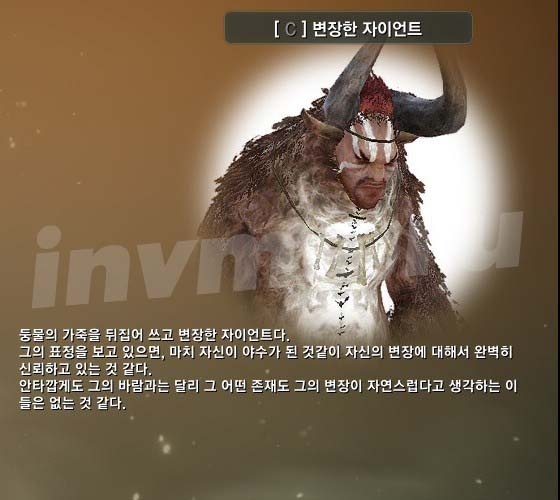 [ C ] 변장한 자이언트
둥물의 가죽을 뒤집어 쓰고 변장한 자이언트다.
그의 표정을 보고 있으면, 마치 자신이 야수가 된 것같이 자신의 변장에 대해서 완벽히
신뢰하고 있는 것 같다.
안타깝게도 그의 바람과는 달리 그 어떤 존재도 그의 변장이 자연스럽다고 생각하는 이
들은 없는 것 같다.